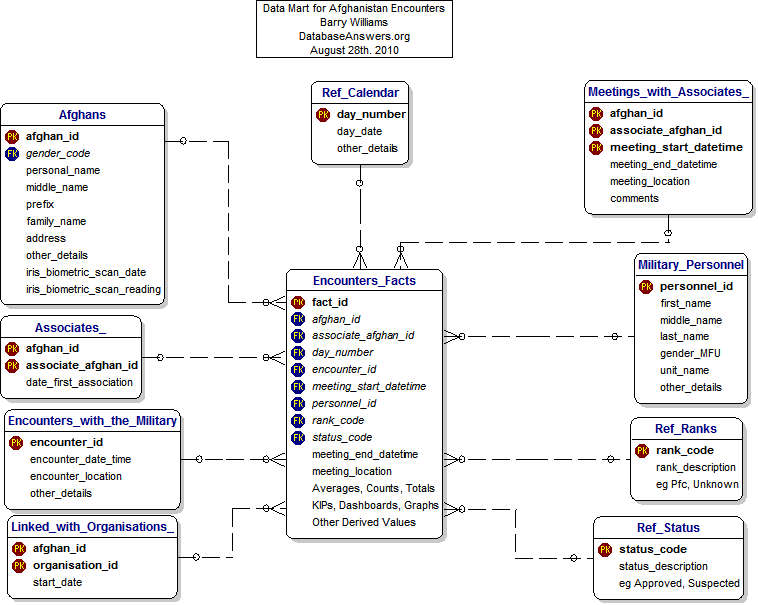 Data Mart for Afghanistan Encounters
Barry Williams
DatabaseAnswers.org
August 28th. 2010
Afghans
PK afghan_id
FK gender_code
personal_name
middle_name
prefix
family_name
address
other_details
iris_biometric_scan_date
iris_biometric_scan_reading
Ref_Calendar
PK day_number
day_date
other_details
Meetings_with_Associates_
PK afghan_id
PK associate_afghan_id
PK meeting_start_datetime
meeting_end_datetime
meeting_location
comments
Associates_
PK afghan_id
PK associate_afghan_id
date_first_association
Encounters_with_the_Military
PK encounter_id
encounter_date_time
encounter_location
other_details
Linked_with_Organisations_
PK afghan_id
PK organisation_id
start_date
Encounters_Facts
PK fact_id
FK afghan_id
FK associate_afghan_id
FK day_number
FK encounter_id
FK meeting_start_datetime
FK personnel_id
FK rank_code
FK status_code
meeting_end_datetime
meeting_location
Averages, Counts, Totals
KIPs, Dashboards, Graphs
Other Derived Values
Military_Personnel
PK personnel_id
first_name
middle_name
last_name
gender_MFU
unit_name
other_details
Ref_Ranks
PK rank_code
rank_description
eg Pfc, Unknown
Ref_Status
PK status_code
status_description
eg Approved, Suspected